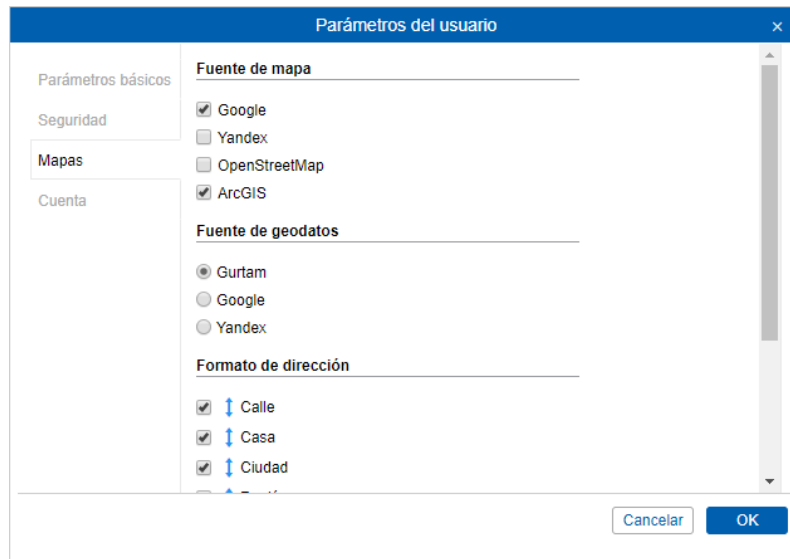 Parámetros del usuario
Parámetros básicos
Seguridad
Mapas
Cuenta
Fuente de mapa
Google
Yandex
OpenStreetMap
ArcGIS
Fuente de geodatos
Gurtam
Google
Yandex
Formato de dirección
Calle
Casa
Ciudad
Cancelar
OK